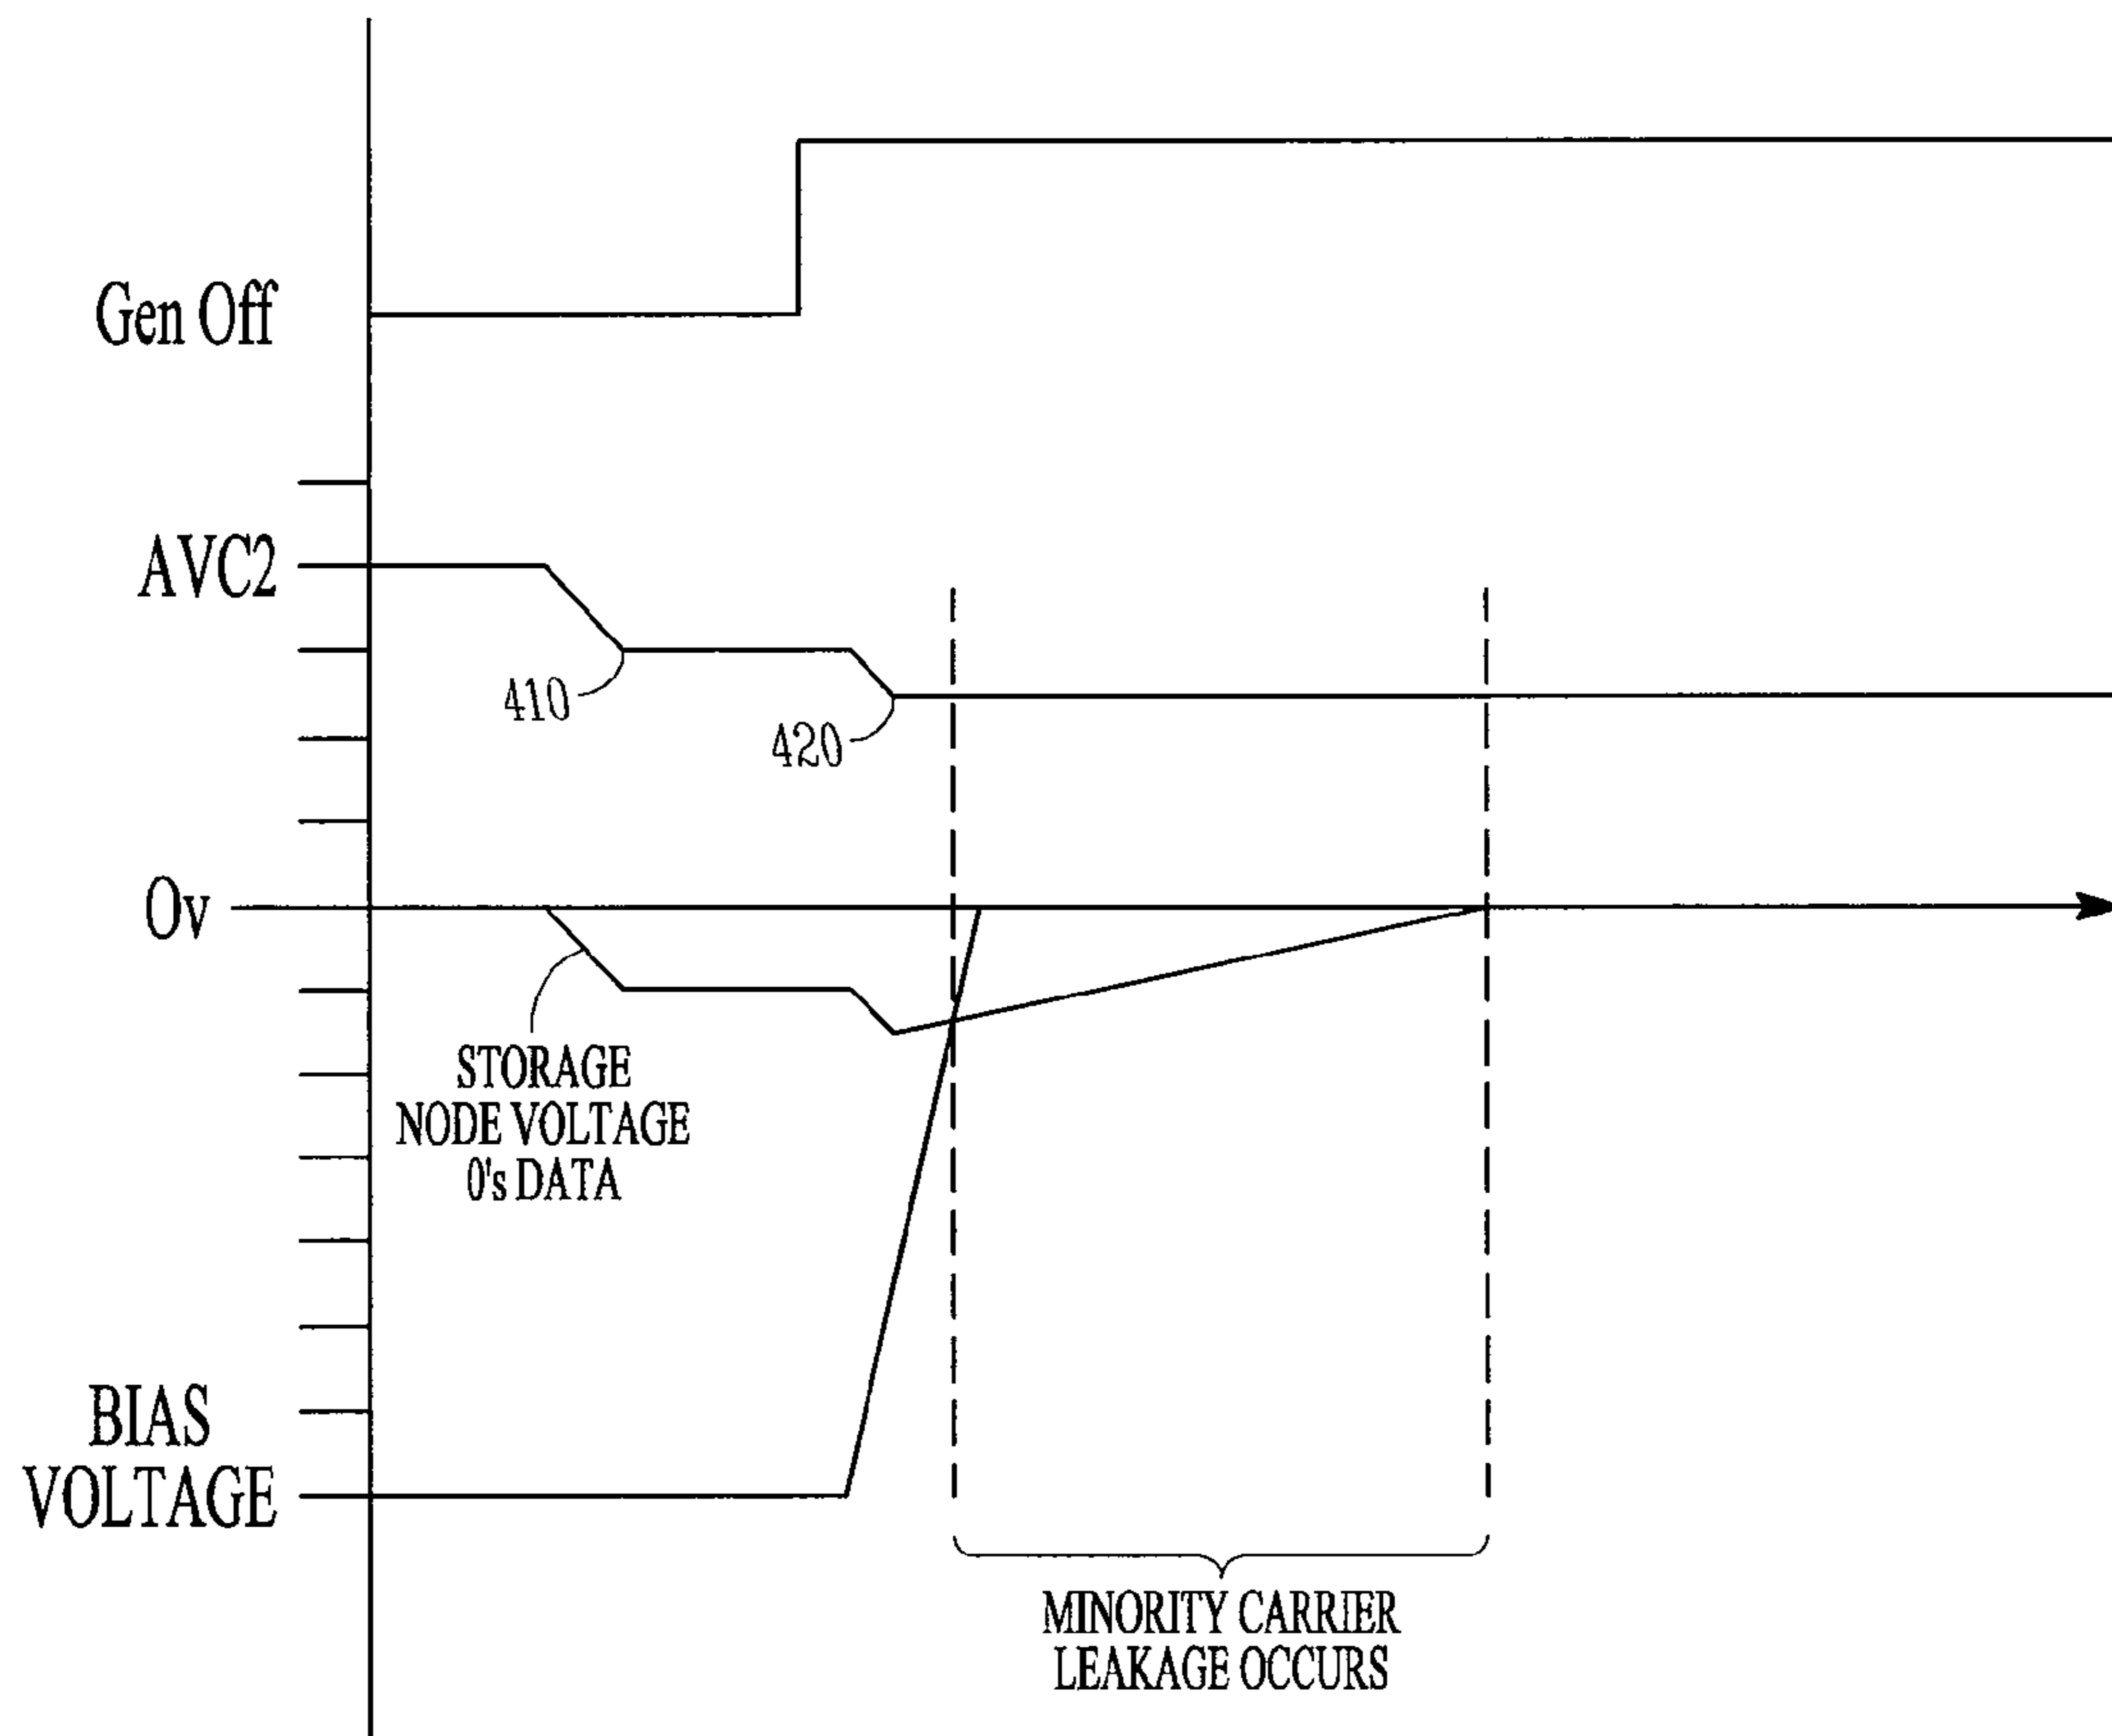 Gen Off
AVC2
410
420
0v
STORAGE
NODE VOLTAGE
0's DATA
BIAS
VOLTAGE
MINORITY CARRIER
LEAKAGE OCCURS